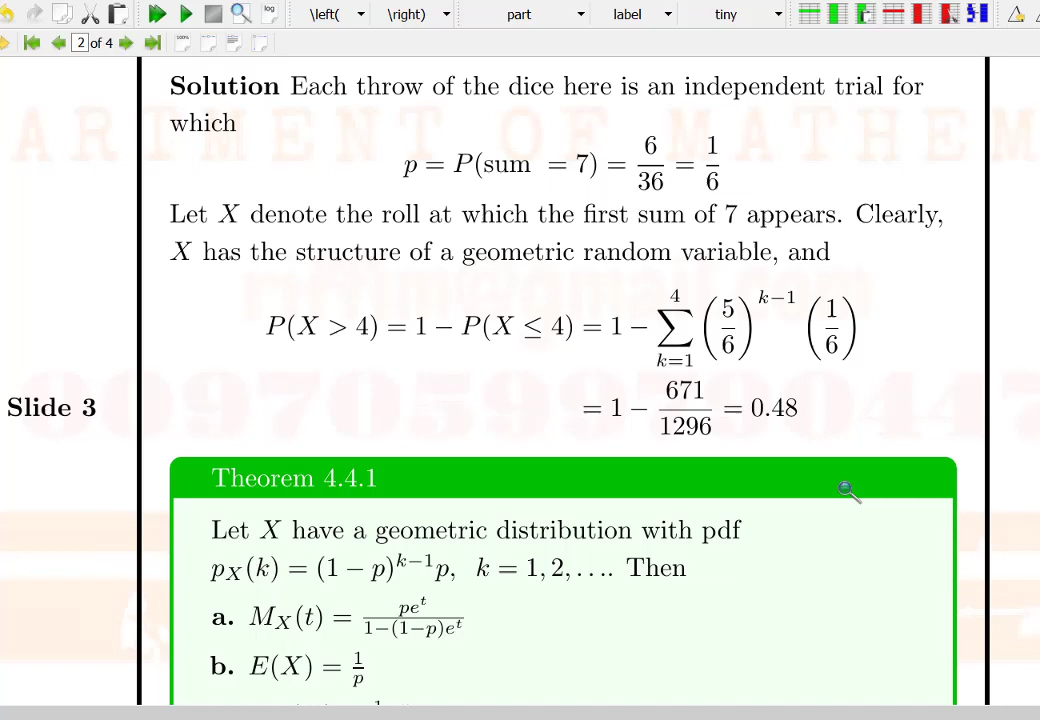 log
\left(
\right)
part
label
tiny
2 of 4
100%
Solution Each throw of the dice here is an independent trial for
which
p = P(sum = 7) = 6/36 = 1/6
Let X denote the roll at which the first sum of 7 appears. Clearly,
X has the structure of a geometric random variable, and
P(X > 4) = 1 − P(X ≤ 4) = 1 − ∑_{k=1}^{4} (5/6)^{k−1} (1/6)
Slide 3
= 1 − 671/1296 = 0.48
Theorem 4.4.1
Let X have a geometric distribution with pdf
p_X(k) = (1 − p)^{k−1}p, k = 1, 2, . . . . Then
a. M_X(t) = pe^t/1−(1−p)e^t
b. E(X) = 1/p